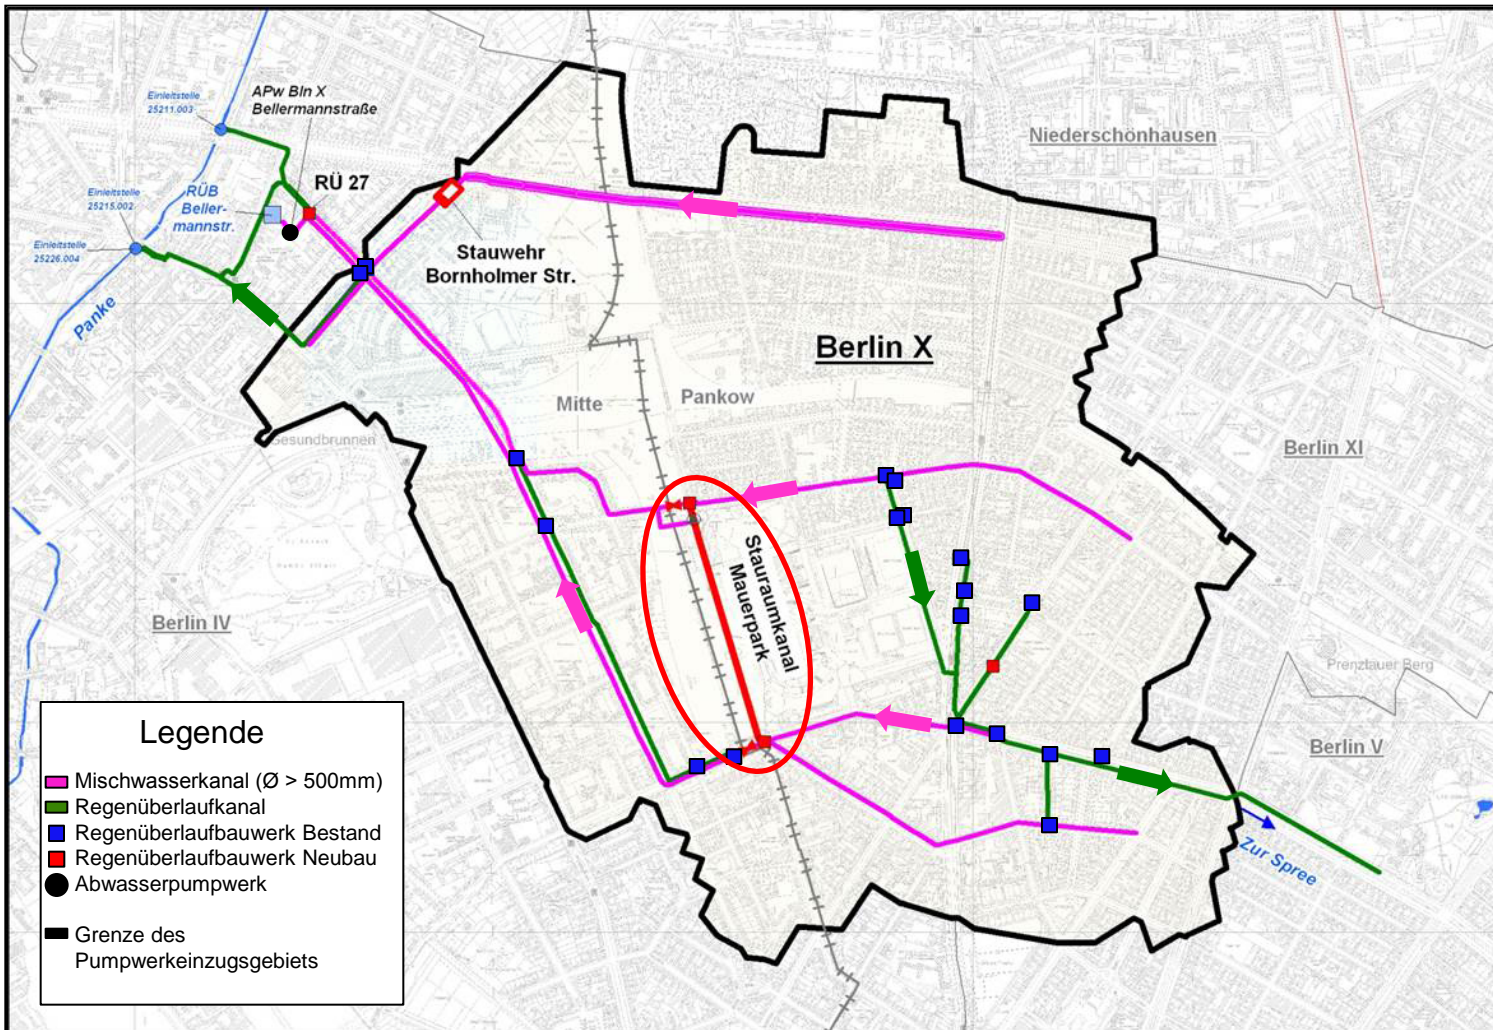 Einleitstelle
25211.003
APw Bln X
Bellermannstraße
Niederschönhausen
Einleitstelle
25215.002
RÜB
Beller-
mannstr.
RÜ 27
Einleitstelle
25226.004
Panke
Stauwehr
Bornholmer Str.
Berlin X
Mitte
Pankow
Gesundbrunnen
Berlin XI
Stauraumkanal
Mauerpark
Berlin IV
Prenzlauer Berg
Berlin V
Zur Spree
Legende
Mischwasserkanal (Ø > 500mm)
Regenüberlaufkanal
Regenüberlaufbauwerk Bestand
Regenüberlaufbauwerk Neubau
Abwasserpumpwerk
Grenze des
Pumpwerkeinzugsgebiets